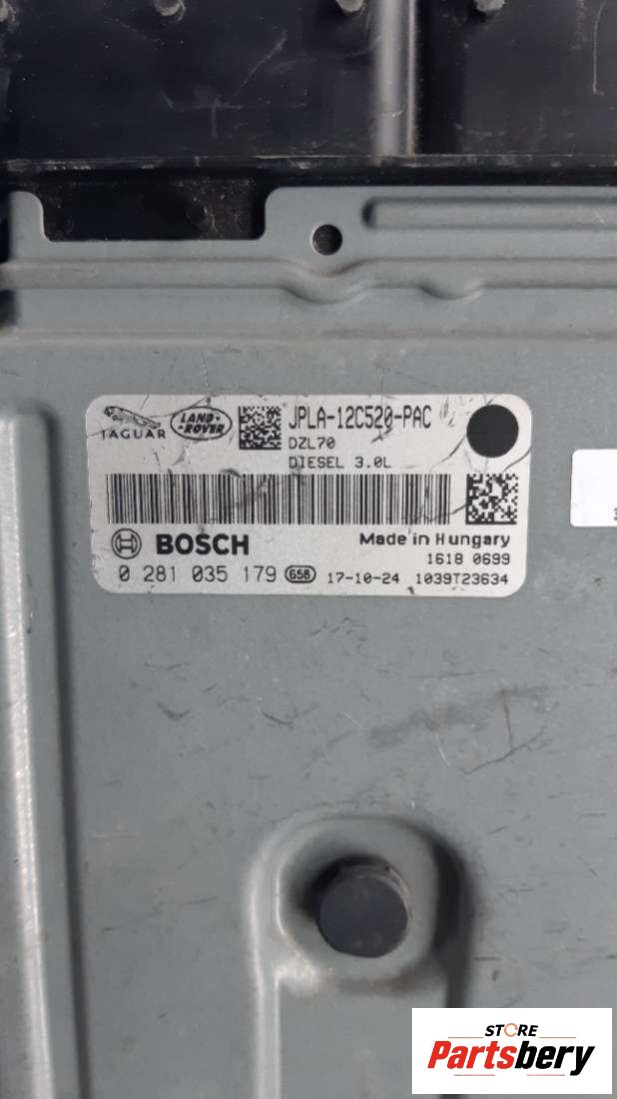 JAGUAR
LAND-
-ROVER
JPLA-12C520-PAC
DZL70
DIESEL 3.0L
BOSCH
Made in Hungary
1618 0699
0 281 035 179 658 17-10-24 1039T23634
STORE
Partsbery